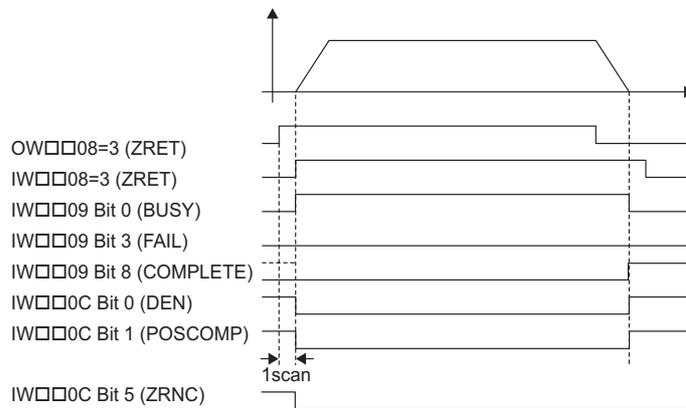 OW□□08=3 (ZRET)
IW□□08=3 (ZRET)
IW□□09 Bit 0 (BUSY)
IW□□09 Bit 3 (FAIL)
IW□□09 Bit 8 (COMPLETE)
IW□□0C Bit 0 (DEN)
IW□□0C Bit 1 (POSCOMP)
1scan
IW□□0C Bit 5 (ZRNC)